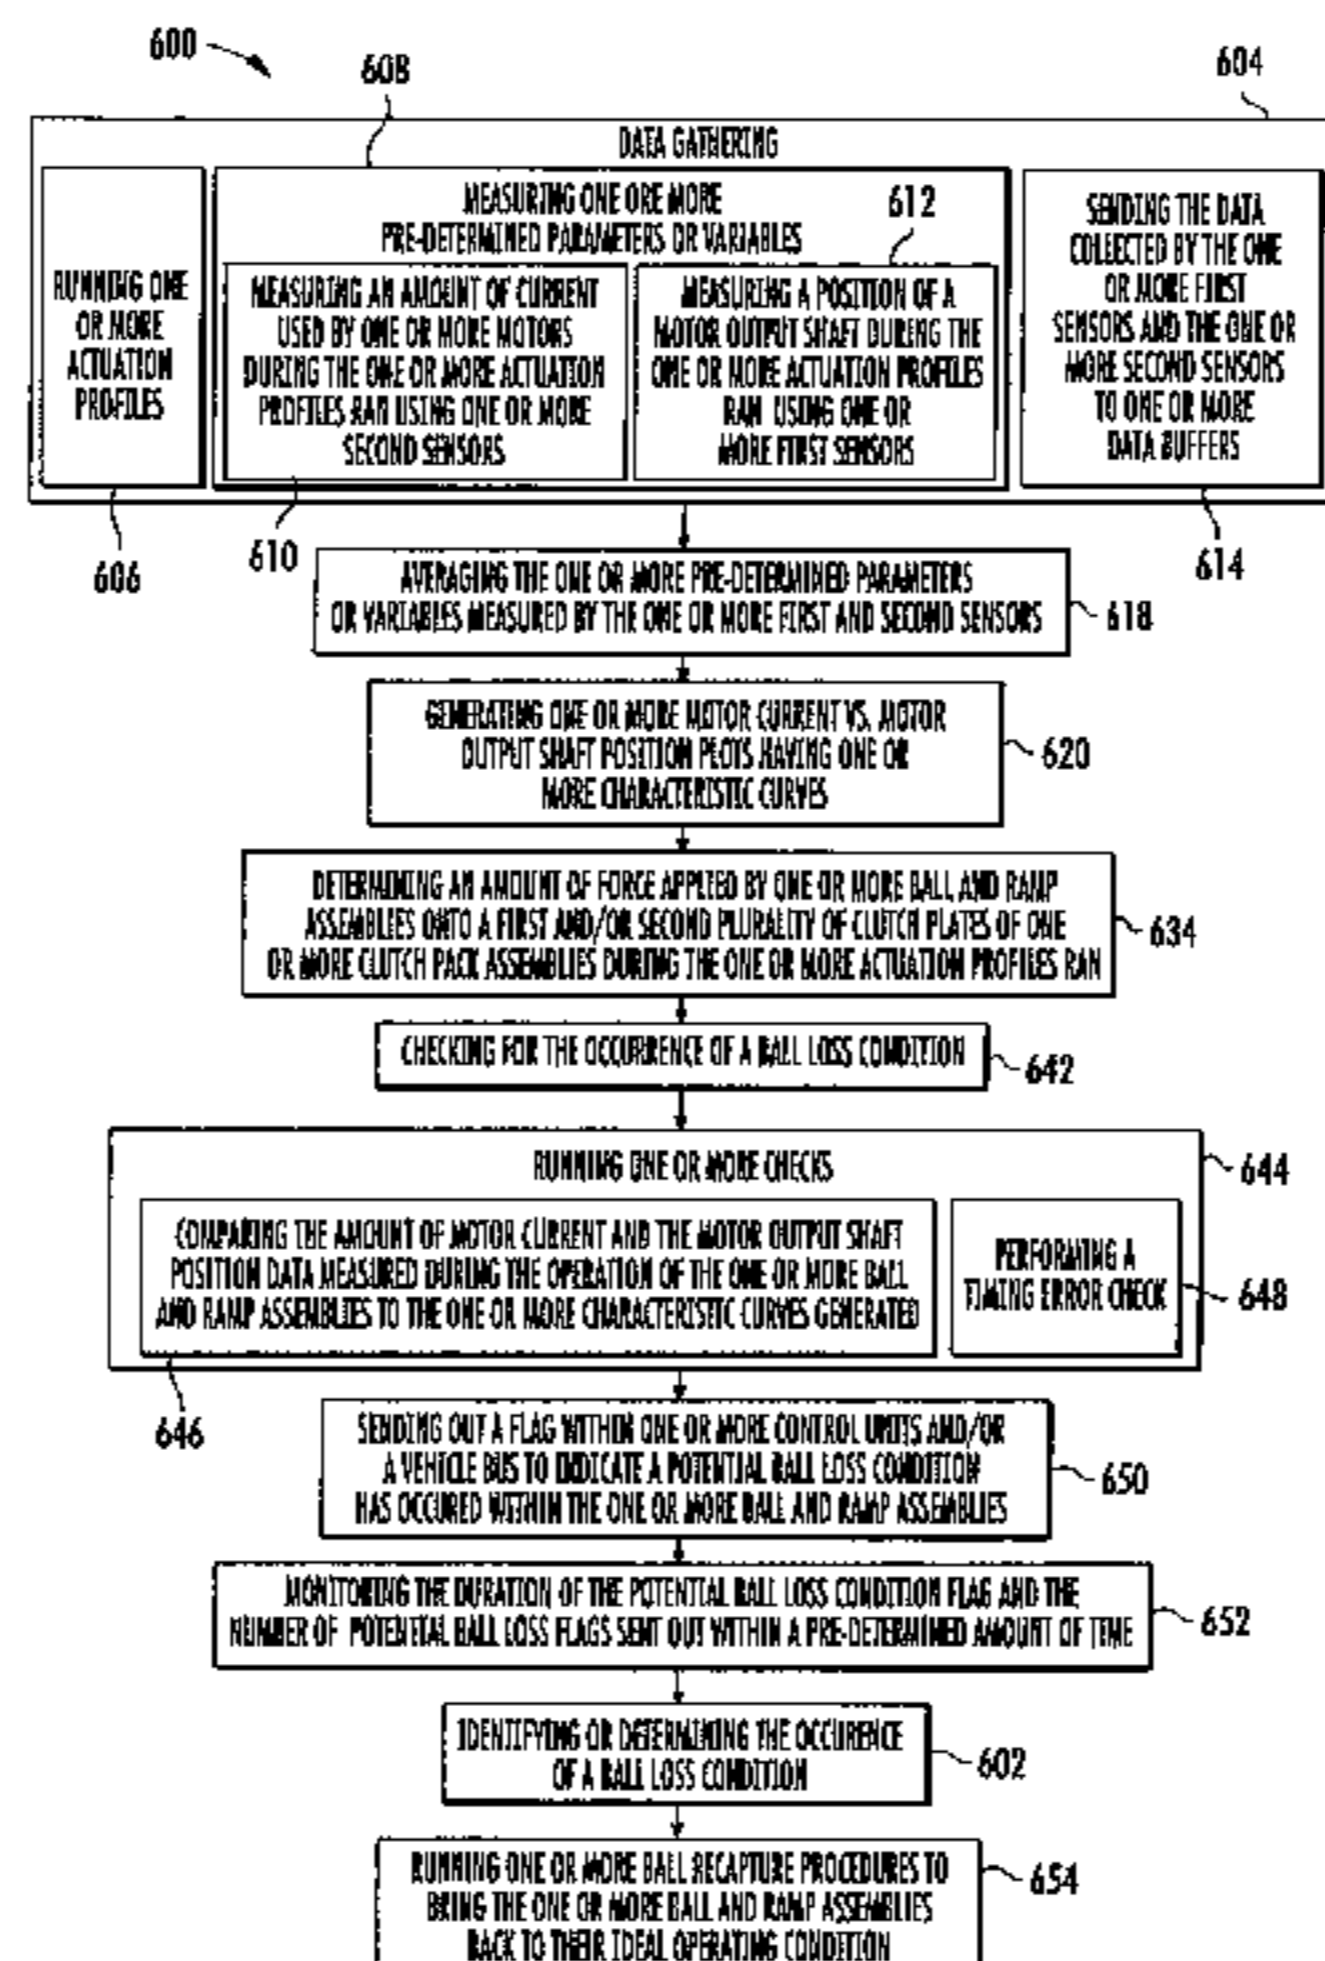 600
608
604
DATA GATHERING
RUNNING ONE
OR MORE
ACTUATION
PROFILES
606
MEASURING ONE ORE MORE
PRE-DETERMINED PARAMETERS OR VARIABLES
612
MEASURING AN AMOUNT OF CURRENT
USED BY ONE OR MORE MOTORS
DURING THE ONE OR MORE ACTUATION
PROFILES RAN USING ONE OR MORE
SECOND SENSORS
610
MEASURING A POSITION OF A
MOTOR OUTPUT SHAFT DURING THE
ONE OR MORE ACTUATION PROFILES
RAN USING ONE OR
MORE FIRST SENSORS
SENDING THE DATA
COLLECTED BY THE ONE
OR MORE FIRST
SENSORS AND THE ONE OR
MORE SECOND SENSORS
TO ONE OR MORE
DATA BUFFERS
614
AVERAGING THE ONE OR MORE PRE-DETERMINED PARAMETERS
OR VARIABLES MEASURED BY THE ONE OR MORE FIRST AND SECOND SENSORS
618
GENERATING ONE OR MORE MOTOR CURRENT VS. MOTOR
OUTPUT SHAFT POSITION PLOTS HAVING ONE OR
MORE CHARACTERISTIC CURVES
620
DETERMINING AN AMOUNT OF FORCE APPLIED BY ONE OR MORE BALL AND RAMP
ASSEMBLIES ONTO A FIRST AND/OR SECOND PLURALITY OF CLUTCH PLATES OF ONE
OR MORE CLUTCH PACK ASSEMBLIES DURING THE ONE OR MORE ACTUATION PROFILES RAN
634
CHECKING FOR THE OCCURRENCE OF A BALL LOSS CONDITION
642
RUNNING ONE OR MORE CHECKS
644
COMPARING THE AMOUNT OF MOTOR CURRENT AND THE MOTOR OUTPUT SHAFT
POSITION DATA MEASURED DURING THE OPERATION OF THE ONE OR MORE BALL
AND RAMP ASSEMBLIES TO THE ONE OR MORE CHARACTERISTIC CURVES GENERATED
646
PERFORMING A
TIMING ERROR CHECK
648
SENDING OUT A FLAG WITHIN ONE OR MORE CONTROL UNITS AND/OR
A VEHICLE BUS TO INDICATE A POTENTIAL BALL LOSS CONDITION
HAS OCCURED WITHIN THE ONE OR MORE BALL AND RAMP ASSEMBLIES
650
MONITORING THE DURATION OF THE POTENTIAL BALL LOSS CONDITION FLAG AND THE
NUMBER OF POTENTIAL BALL LOSS FLAGS SENT OUT WITHIN A PRE-DETERMINED AMOUNT OF TIME
652
IDENTIFYING OR DETERMINING THE OCCURENCE
OF A BALL LOSS CONDITION
602
RUNNING ONE OR MORE BALL RECAPTURE PROCEDURES TO
BRING THE ONE OR MORE BALL AND RAMP ASSEMBLIES
BACK TO THEIR IDEAL OPERATING CONDITION
654